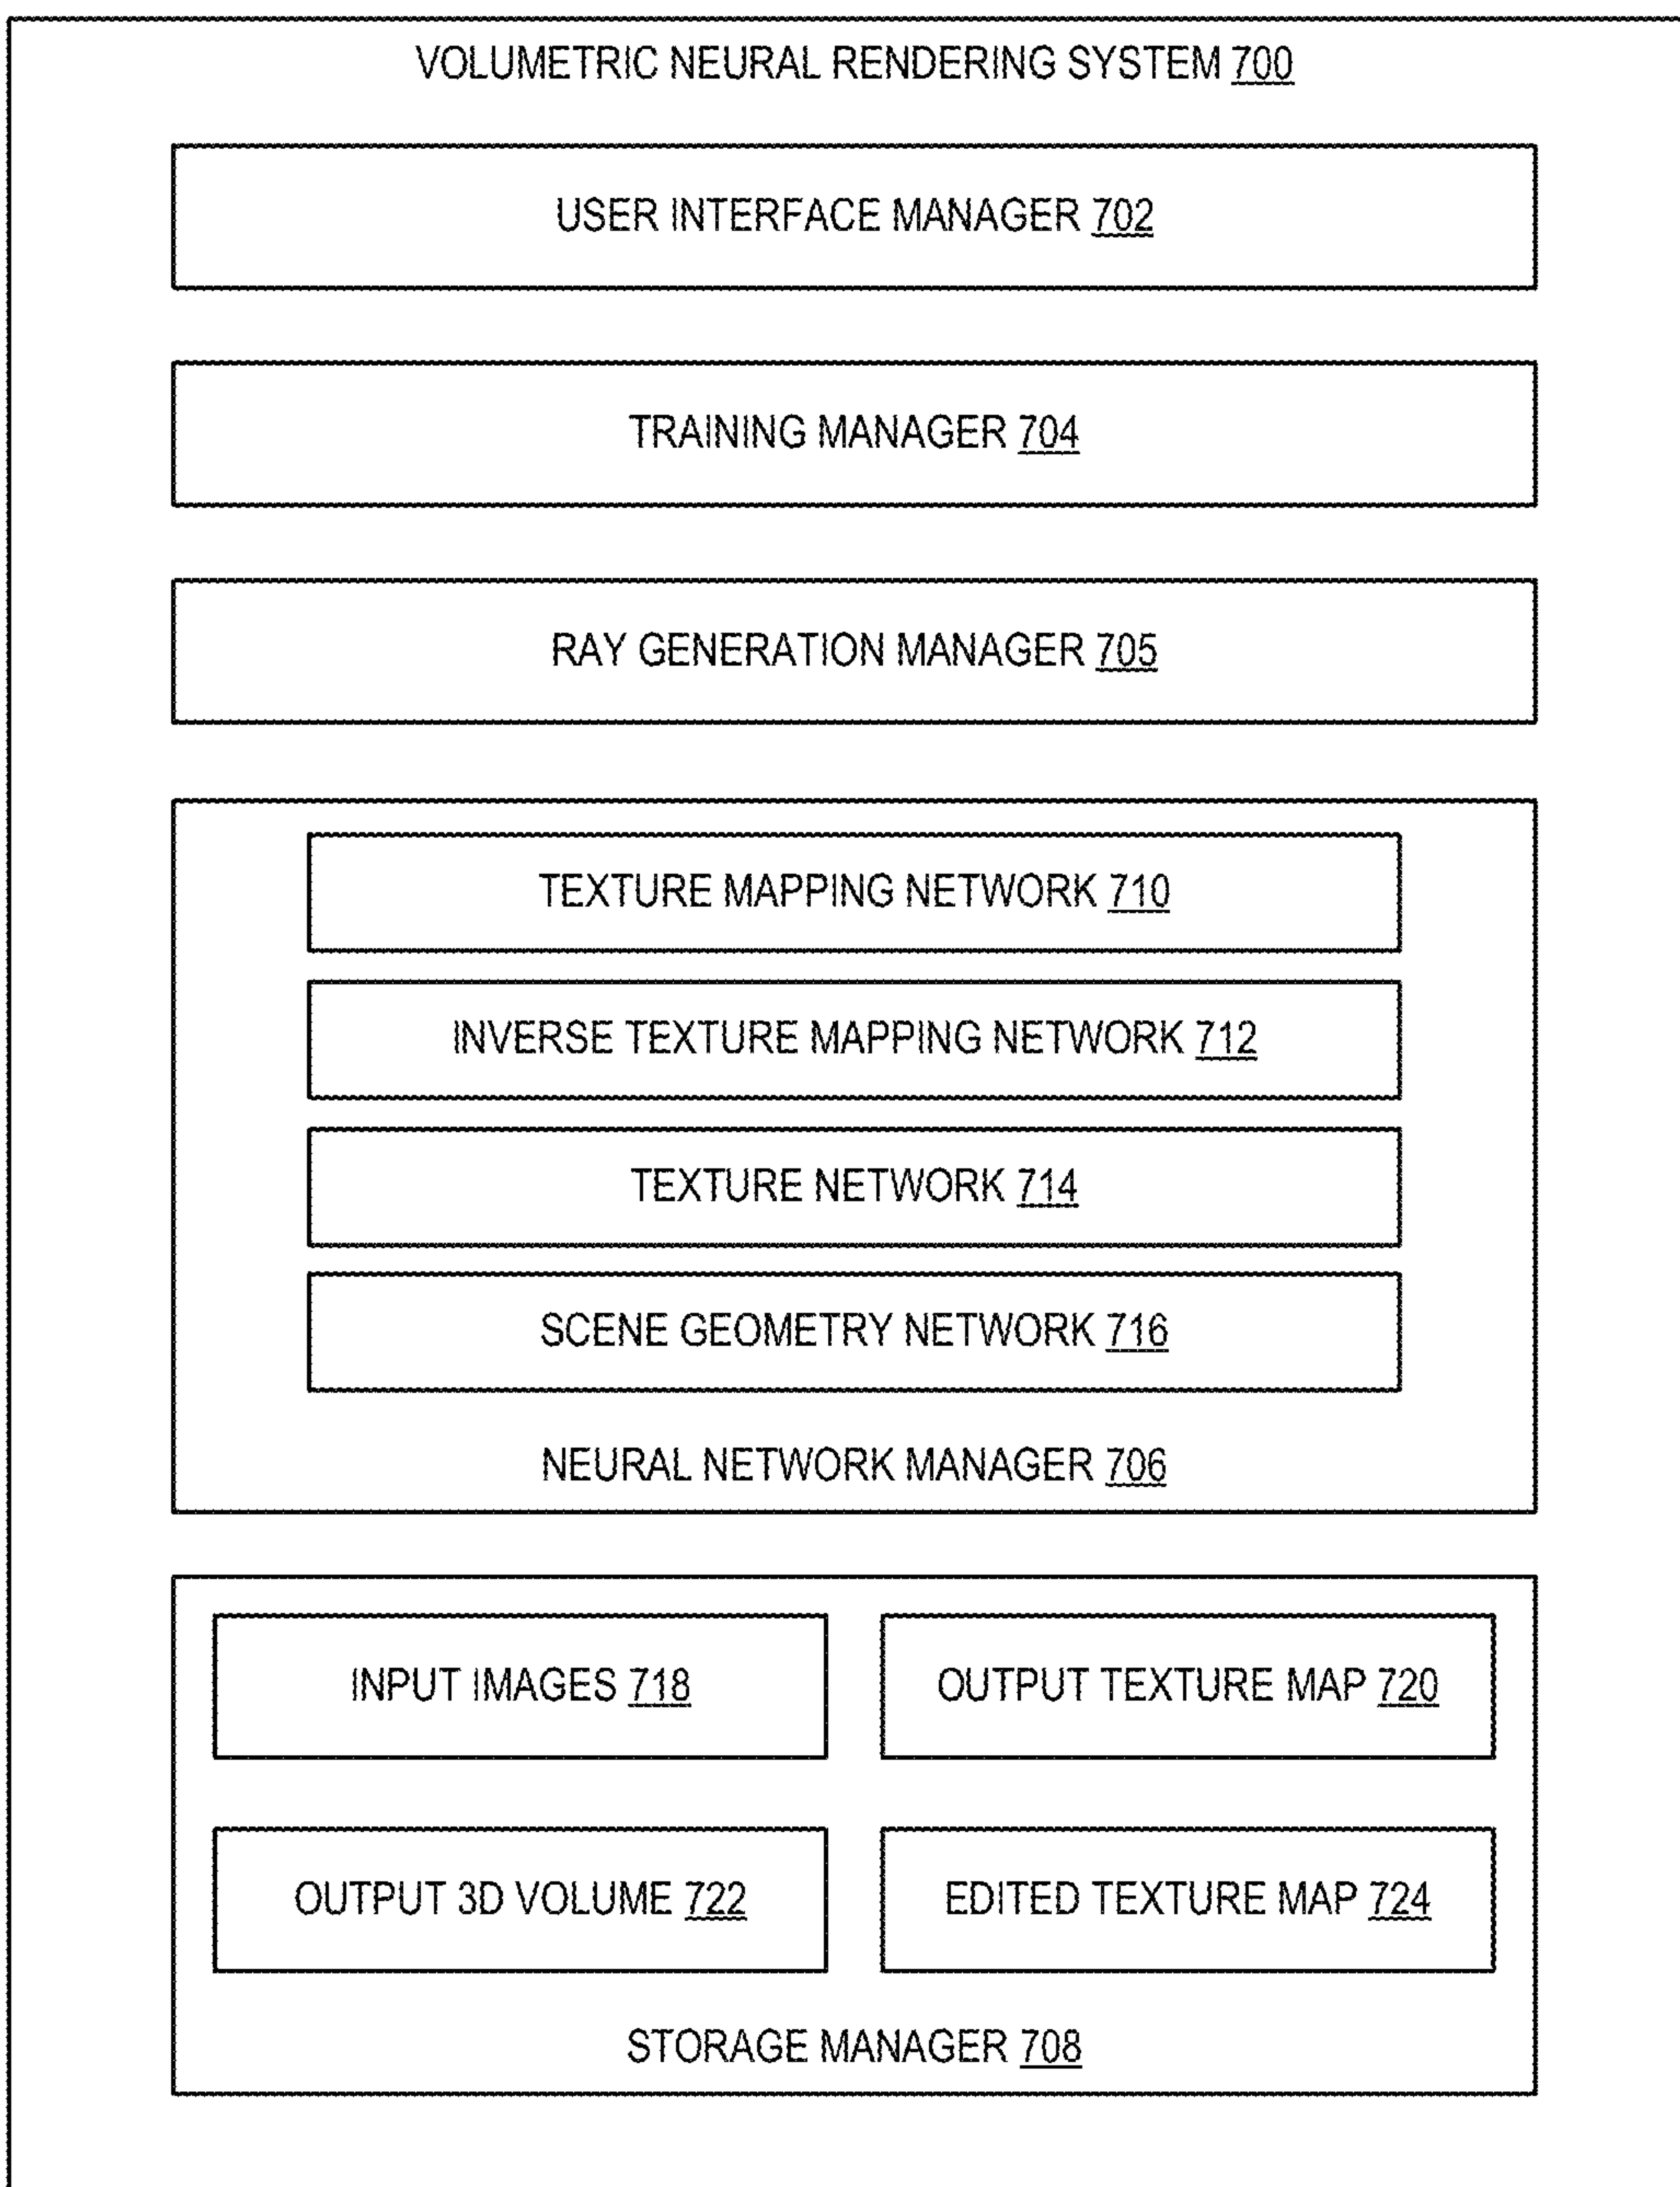 VOLUMETRIC NEURAL RENDERING SYSTEM 700
USER INTERFACE MANAGER 702
TRAINING MANAGER 704
RAY GENERATION MANAGER 705
TEXTURE MAPPING NETWORK 710
INVERSE TEXTURE MAPPING NETWORK 712
TEXTURE NETWORK 714
SCENE GEOMETRY NETWORK 716
NEURAL NETWORK MANAGER 706
INPUT IMAGES 718
OUTPUT TEXTURE MAP 720
OUTPUT 3D VOLUME 722
EDITED TEXTURE MAP 724
STORAGE MANAGER 708